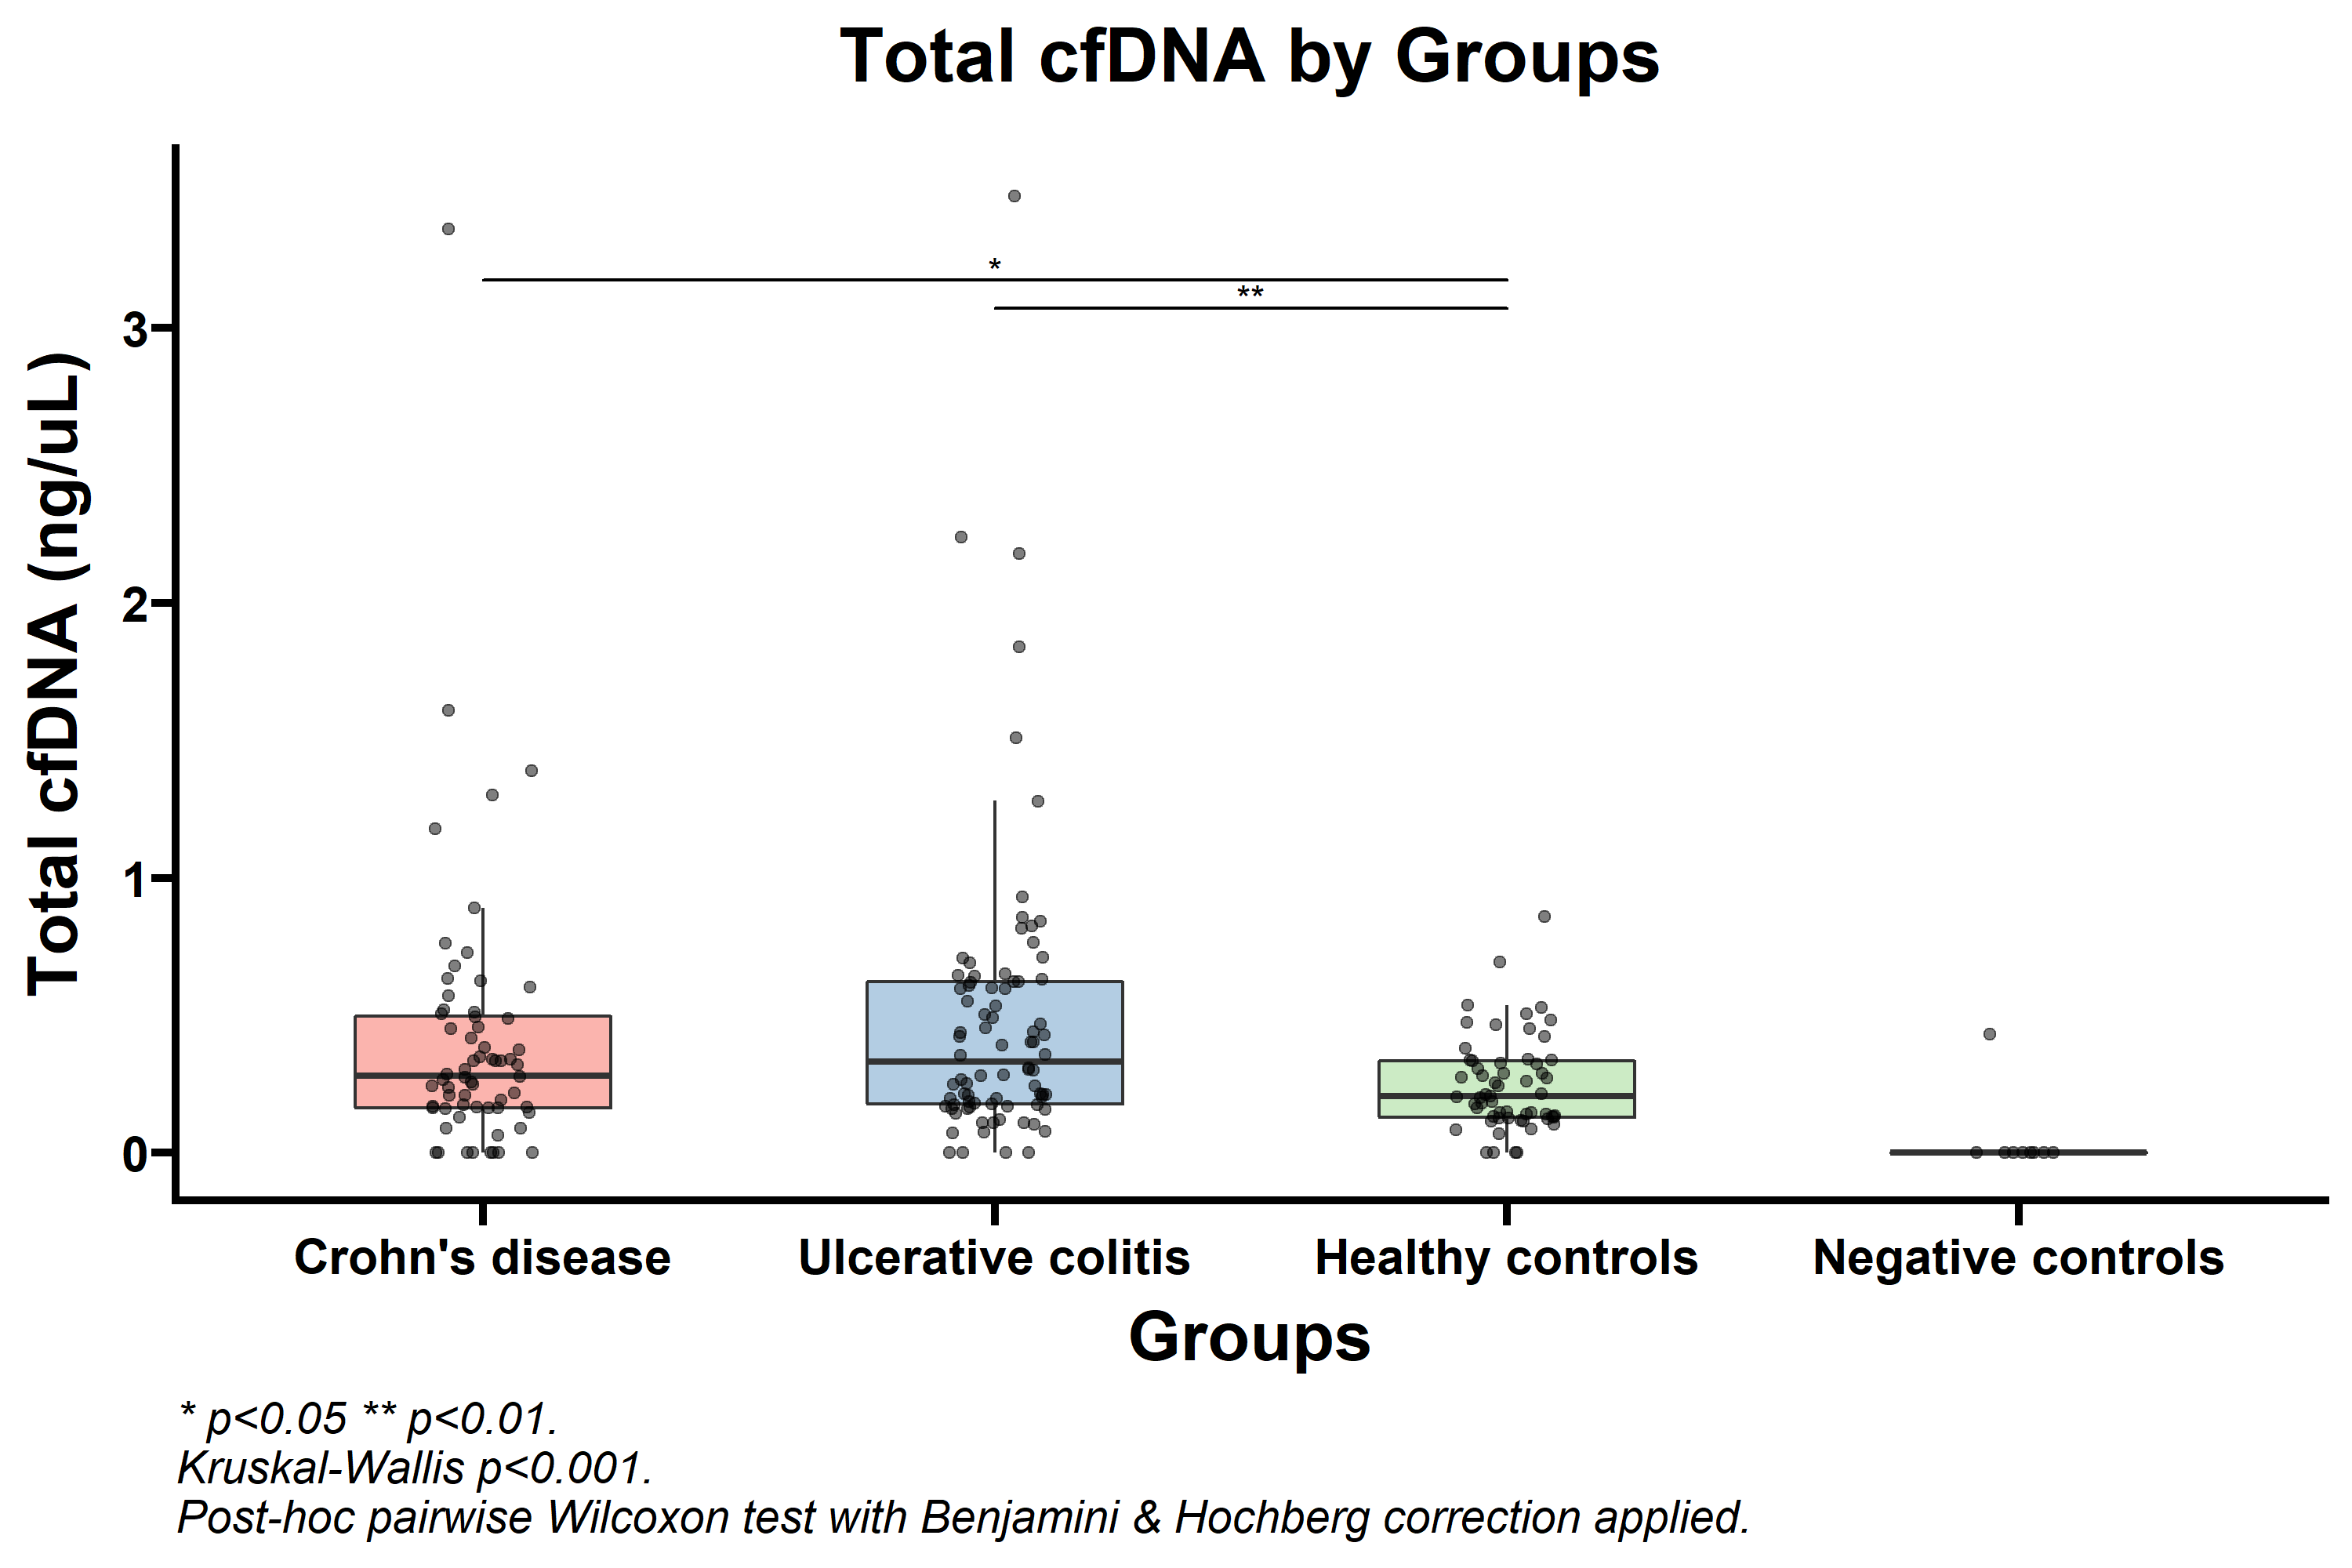 Total cfDNA by Groups
Total cfDNA (ng/uL)
3
2
1
0
*
**
Crohn's disease Ulcerative colitis Healthy controls Negative controls
Groups
* p<0.05 ** p<0.01.
Kruskal-Wallis p<0.001.
Post-hoc pairwise Wilcoxon test with Benjamini & Hochberg correction applied.